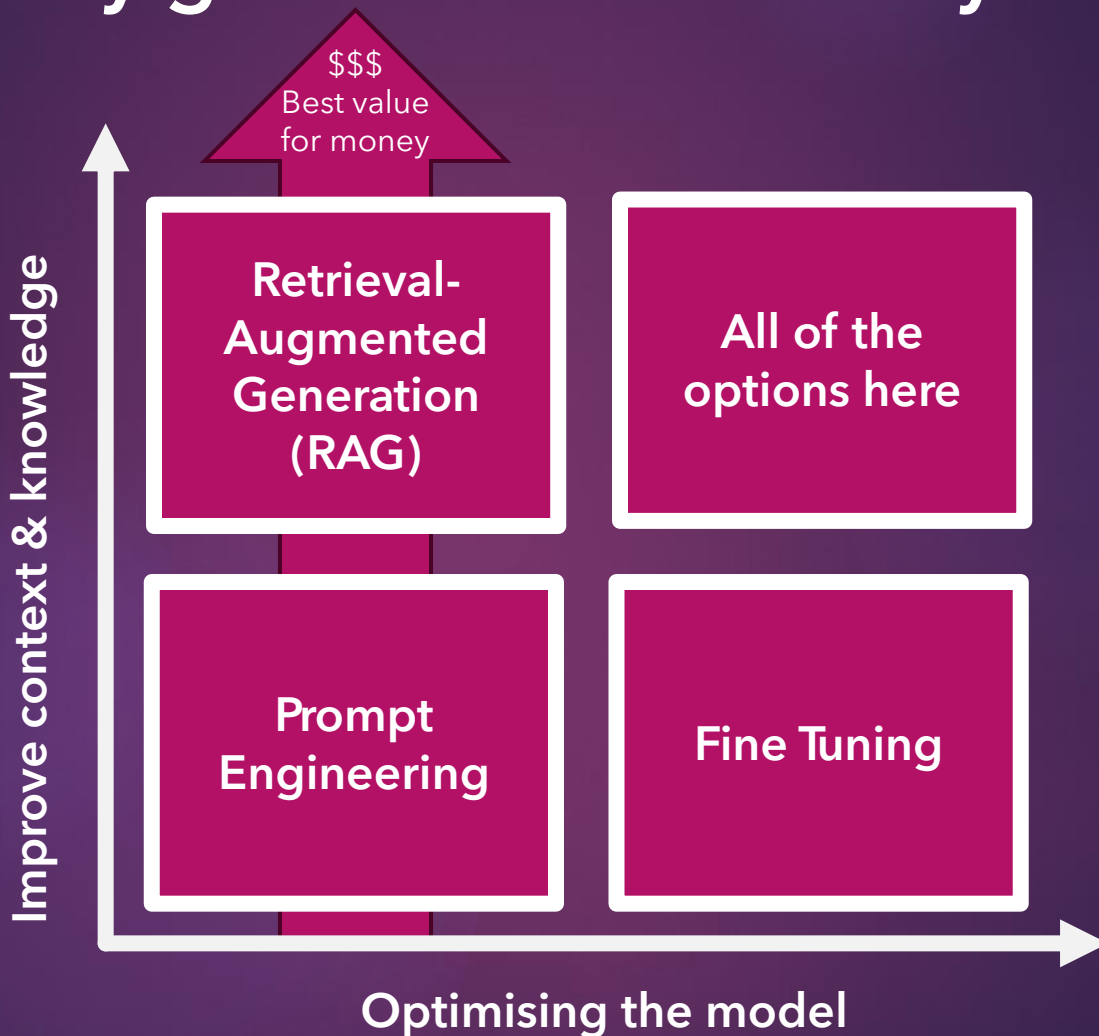 $$$
Best value
for money
Improve context & knowledge
Retrieval-
Augmented
Generation
(RAG)
All of the
options here
Prompt
Engineering
Fine Tuning
Optimising the model